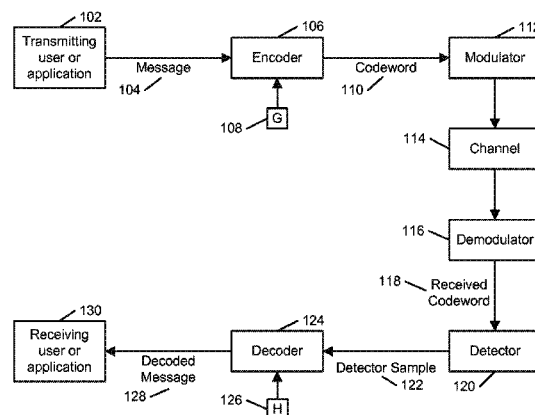 102
106
112
Transmitting
user or
application
Message
104
Encoder
Codeword
110
Modulator
108
G
114
Channel
116
Demodulator
118
Received
Codeword
130
124
Receiving
user or
application
Decoded
Message
128
Decoder
Detector Sample
122
Detector
120
126
H